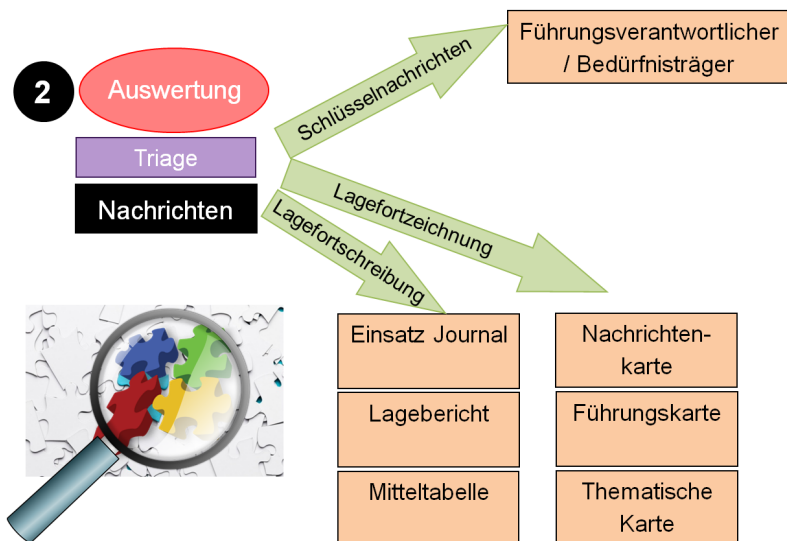 2
Auswertung
Triage
Nachrichten
Schlüsselnachrichten
Führungsverantwortlicher
/ Bedürfnisträger
Lagefortzeichnung
Lagefortschreibung
Einsatz Journal
Lagebericht
Mitteltabelle
Nachrichten-
karte
Führungskarte
Thematische
Karte